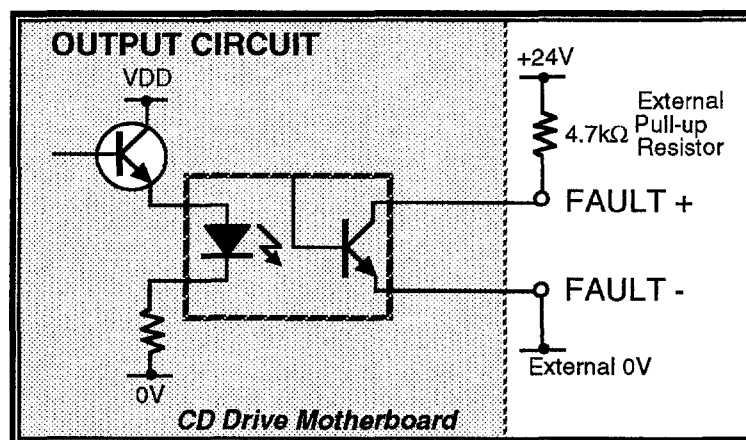 OUTPUT CIRCUIT
VDD
+24V
External
Pull-up
Resistor
4.7kΩ
FAULT +
FAULT -
0V
External 0V
CD Drive Motherboard